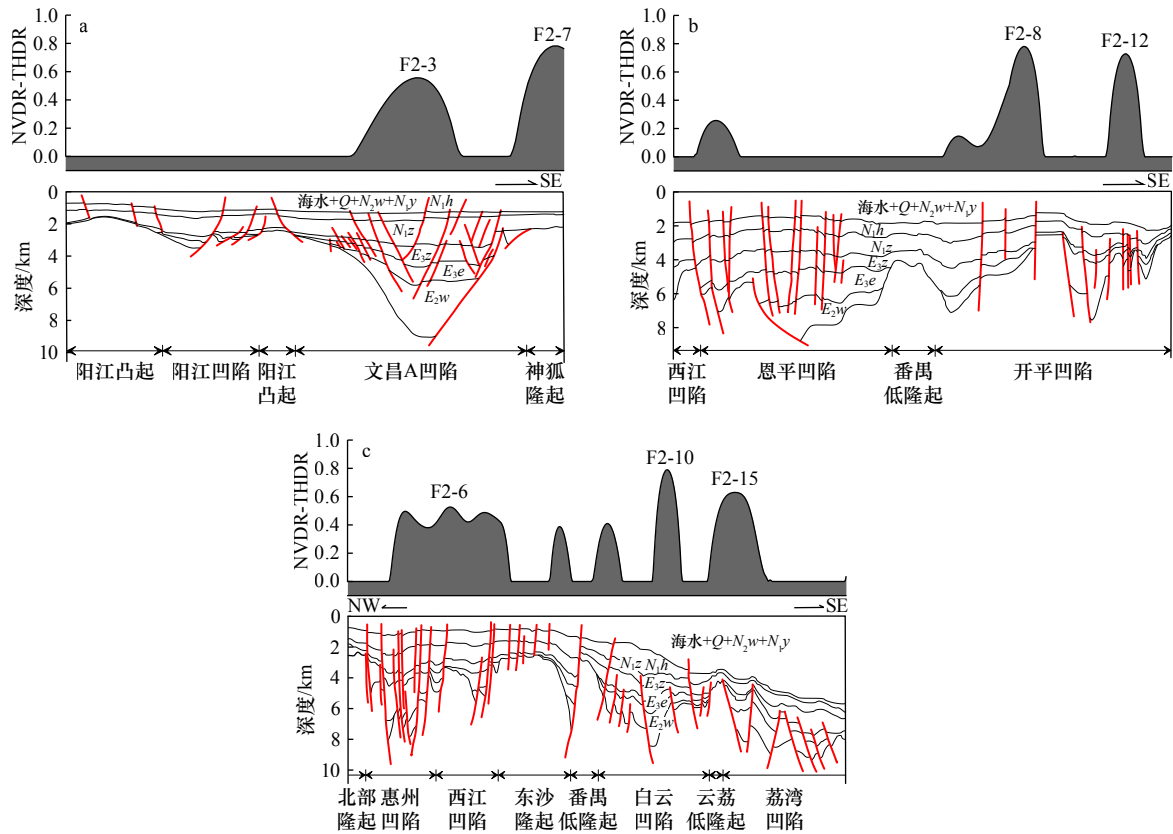 a
NVDR-THDR
1.0
0.8
0.6
0.4
0.2
0.0
F2-3
F2-7
SE
深度/km
0
2
4
6
8
10
海水+Q+N₂w+N₁y
N₁h
N₁z
E₃z
E₃e
E₂w
阳江凸起
阳江凹陷
阳江
凸起
文昌A凹陷
神狐
隆起
b
NVDR-THDR
1.0
0.8
0.6
0.4
0.2
0.0
F2-8
F2-12
SE
深度/km
0
2
4
6
8
海水+Q+N₂w+N₁y
N₁h
N₁z
E₃z
E₃e
E₂w
西江
凹陷
恩平凹陷
番禺
低隆起
开平凹陷
c
NVDR-THDR
1.0
0.8
0.6
0.4
0.2
0.0
F2-6
F2-10
F2-15
NW
SE
深度/km
0
2
4
6
8
10
海水+Q+N₂w+N₁y
N₁z N₁h
E₃z
E₃e
E₂w
北部
隆起
惠州
凹陷
西江
凹陷
东沙
隆起
番禺
低隆起
白云
凹陷
云荔
低隆起
荔湾
凹陷